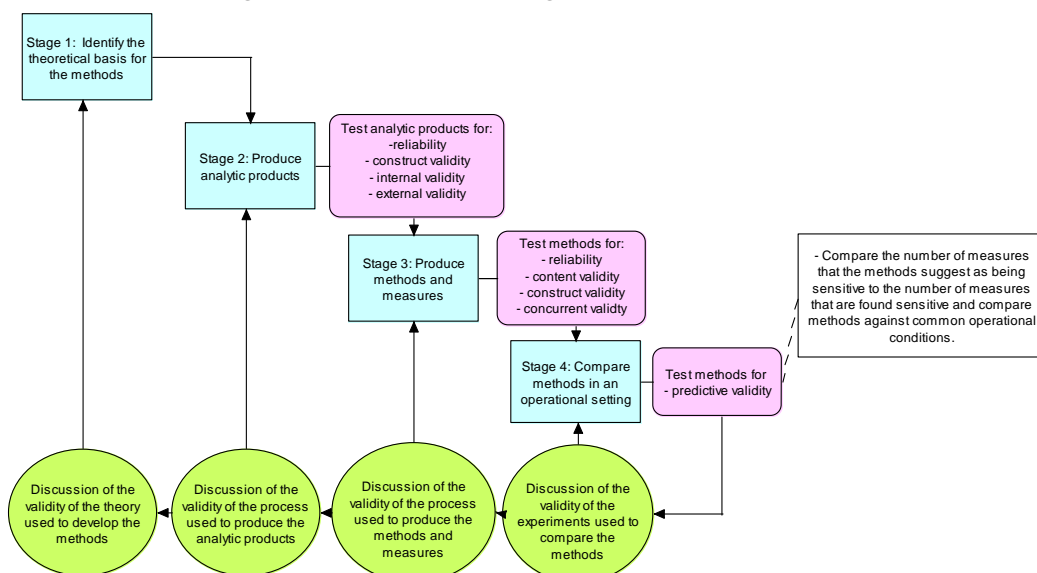 Stage 1: Identify the
theoretical basis for
the methods
Stage 2: Produce
analytic products
Test analytic products for:
-reliability
- construct validity
- internal validity
- external validity
Stage 3: Produce
methods and
measures
Test methods for:
- reliability
- content validity
- construct validity
- concurrent validty
- Compare the number of measures
that the methods suggest as being
sensitive to the number of measures
that are found sensitive and compare
methods against common operational
conditions.
Stage 4: Compare
methods in an
operational setting
Test methods for
- predictive validity
Discussion of the
validity of the theory
used to develop the
methods
Discussion of the
validity of the process
used to produce the
analytic products
Discussion of the
validity of the process
used to produce the
methods and
measures
Discussion of the
validity of the
experiments used to
compare the
methods